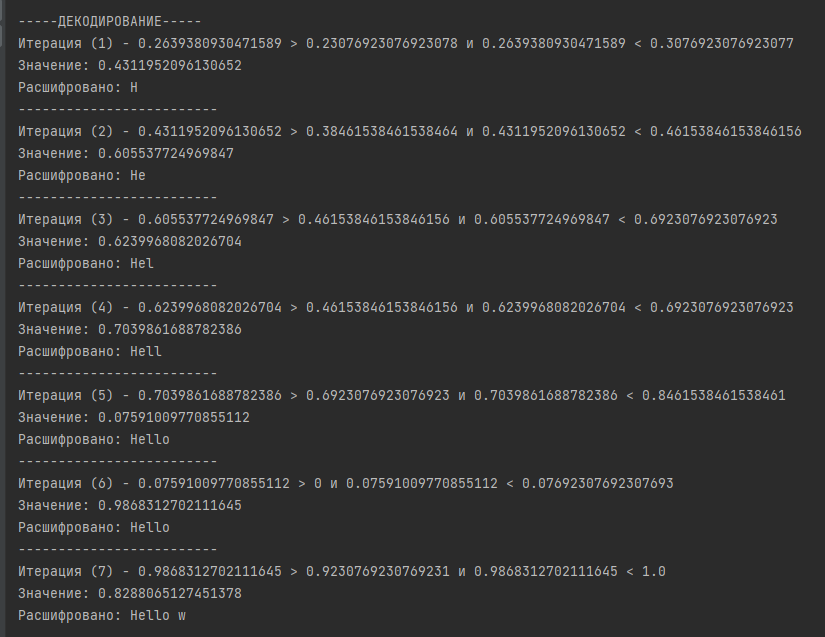 -----ДЕКОДИРОВАНИЕ-----
Итерация (1) - 0.2639380930471589 > 0.23076923076923078 и 0.2639380930471589 < 0.3076923076923077
Значение: 0.4311952096130652
Расшифровано: H
-------------------------
Итерация (2) - 0.4311952096130652 > 0.38461538461538464 и 0.4311952096130652 < 0.46153846153846156
Значение: 0.605537724969847
Расшифровано: He
-------------------------
Итерация (3) - 0.605537724969847 > 0.46153846153846156 и 0.605537724969847 < 0.6923076923076923
Значение: 0.6239968082026704
Расшифровано: Hel
-------------------------
Итерация (4) - 0.6239968082026704 > 0.46153846153846156 и 0.6239968082026704 < 0.6923076923076923
Значение: 0.7039861688782386
Расшифровано: Hell
-------------------------
Итерация (5) - 0.7039861688782386 > 0.6923076923076923 и 0.7039861688782386 < 0.8461538461538461
Значение: 0.07591009770855112
Расшифровано: Hello
-------------------------
Итерация (6) - 0.07591009770855112 > 0 и 0.07591009770855112 < 0.07692307692307693
Значение: 0.9868312702111645
Расшифровано: Hello
-------------------------
Итерация (7) - 0.9868312702111645 > 0.9230769230769231 и 0.9868312702111645 < 1.0
Значение: 0.8288065127451378
Расшифровано: Hello w